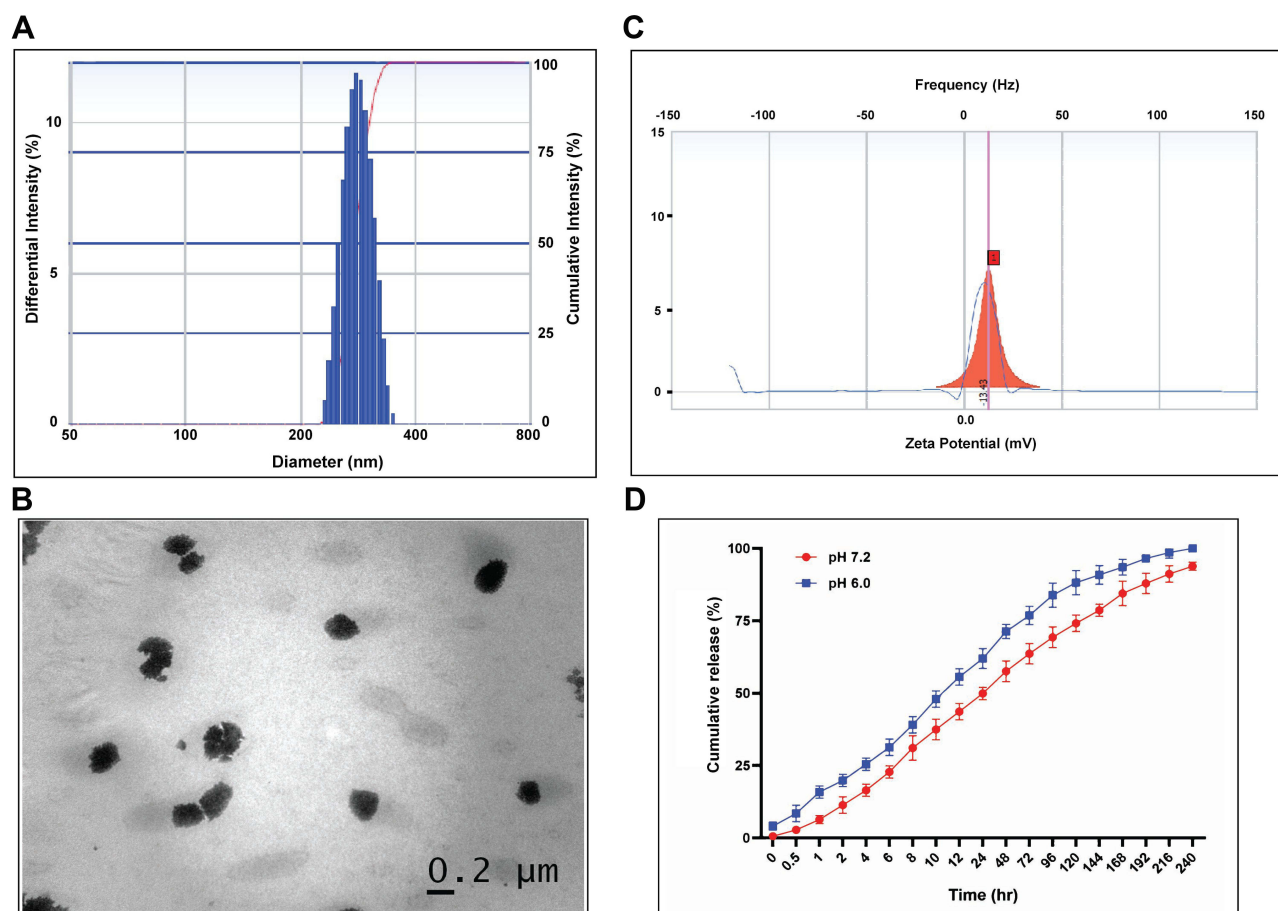 A
Differential Intensity (%)
10
5
0
100
75
50
25
0
Cumulative Intensity (%)
50 100 200 400 800
Diameter (nm)
B
0.2 µm
C
Frequency (Hz)
-150 -100 -50 0 50 100 150
15
10
5
0
1
-13.43
0.0
Zeta Potential (mV)
D
Cumulative release (%)
100
75
50
25
0
pH 7.2
pH 6.0
0 0.5 1 2 4 6 8 10 12 24 48 72 96 120 144 168 192 216 240
Time (hr)